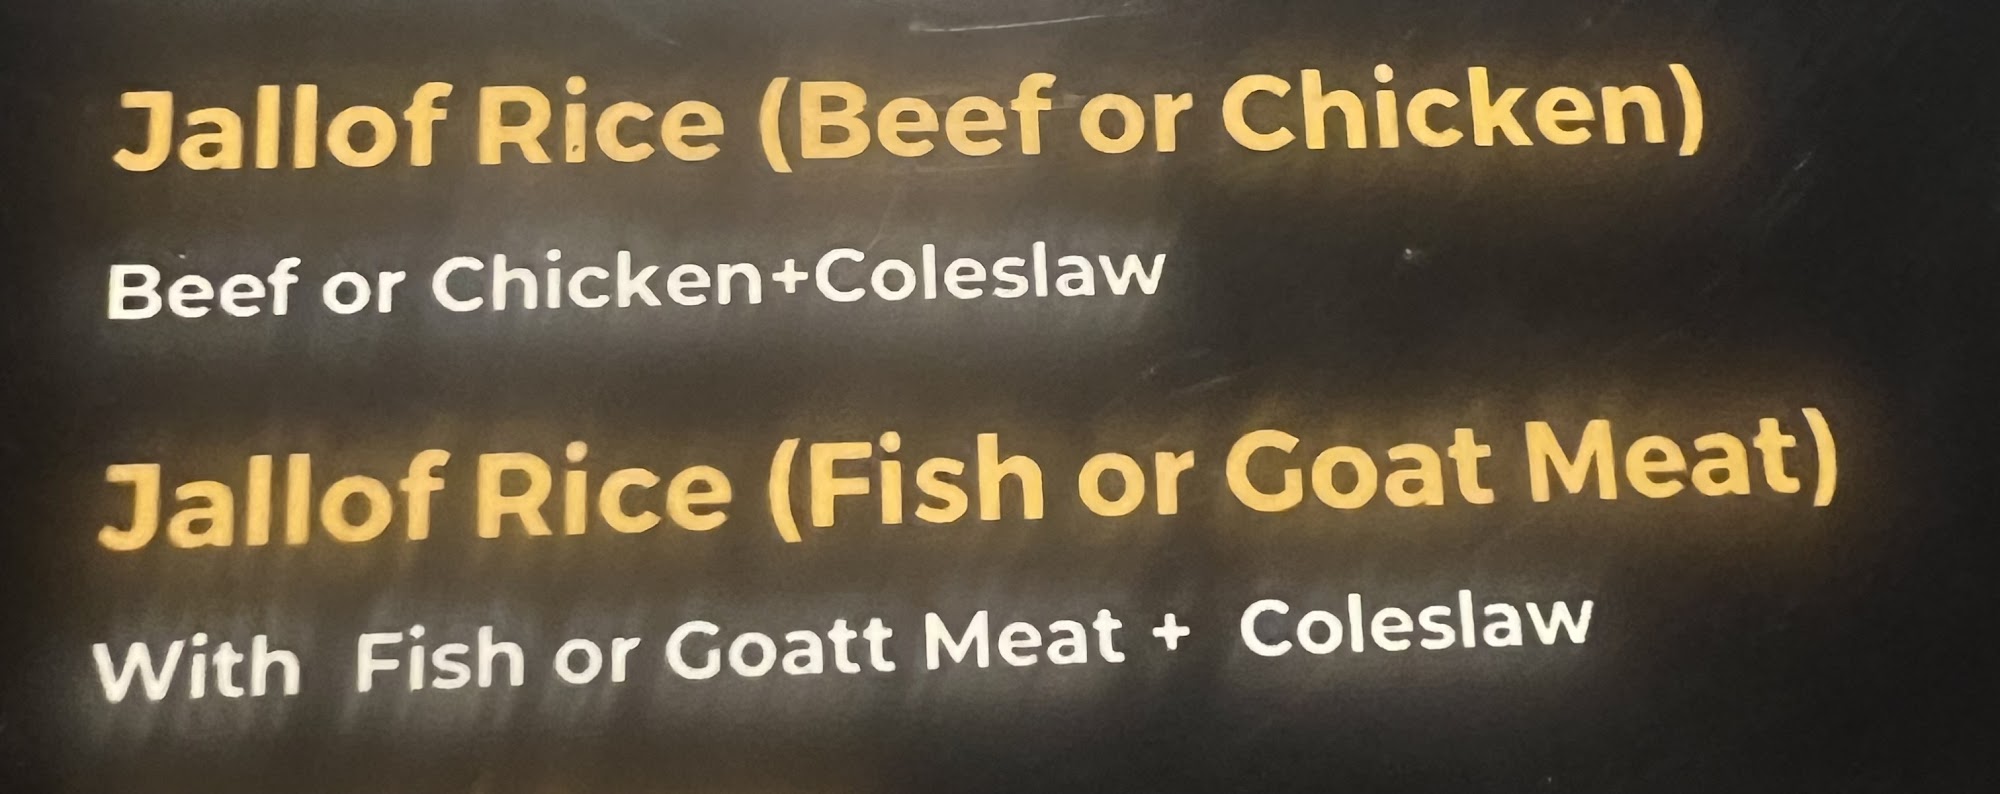 Jallof Rice (Beef or Chicken)
Beef or Chicken+Coleslaw
Jallof Rice (Fish or Goat Meat)
With Fish or Goatt Meat + Coleslaw